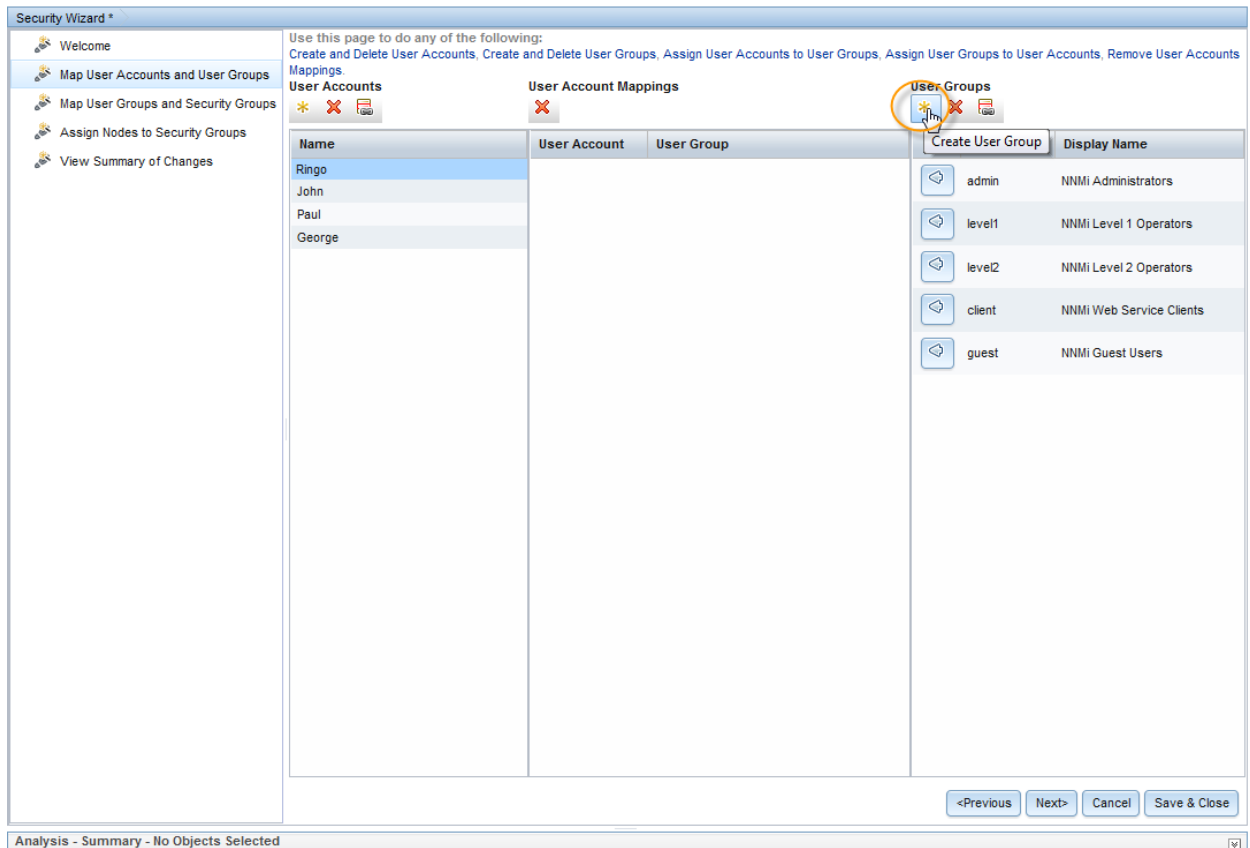 Security Wizard *
Welcome
Map User Accounts and User Groups
Map User Groups and Security Groups
Assign Nodes to Security Groups
View Summary of Changes
Use this page to do any of the following:
Create and Delete User Accounts, Create and Delete User Groups, Assign User Accounts to User Groups, Assign User Groups to User Accounts, Remove User Accounts
Mappings.
User Accounts
User Account Mappings
User Groups
Create User Group
Name
User Account
User Group
Display Name
Ringo
John
Paul
George
admin NNMi Administrators
level1 NNMi Level 1 Operators
level2 NNMi Level 2 Operators
client NNMi Web Service Clients
guest NNMi Guest Users
<Previous
Next>
Cancel
Save & Close
Analysis - Summary - No Objects Selected